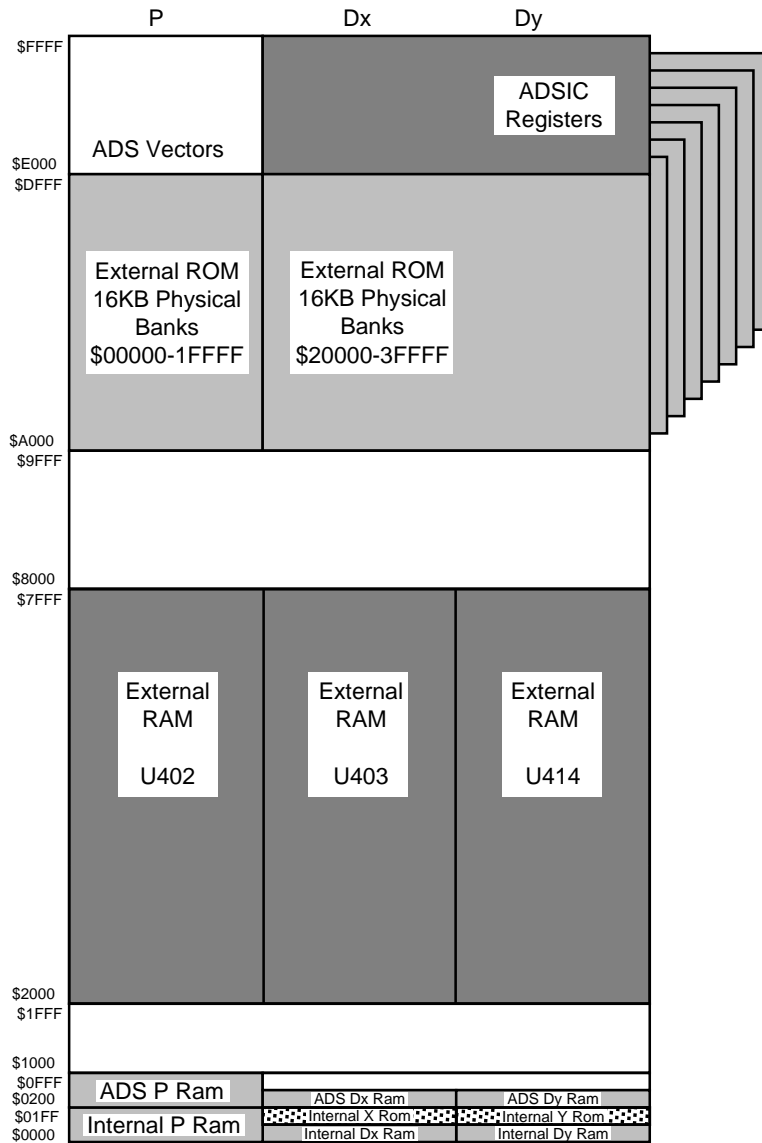 P Dx Dy
$FFFF
ADSIC
Registers
ADS Vectors
$E000
$DFFF
External ROM
16KB Physical
Banks
$00000-1FFFF
External ROM
16KB Physical
Banks
$20000-3FFFF
$A000
$9FFF
$8000
$7FFF
External
RAM
U402
External
RAM
U403
External
RAM
U414
$2000
$1FFF
$1000
$0FFF
ADS P Ram
$0200
ADS Dx Ram
ADS Dy Ram
$01FF
Internal X Rom
Internal Y Rom
Internal P Ram
$0000
Internal Dx Ram
Internal Dy Ram